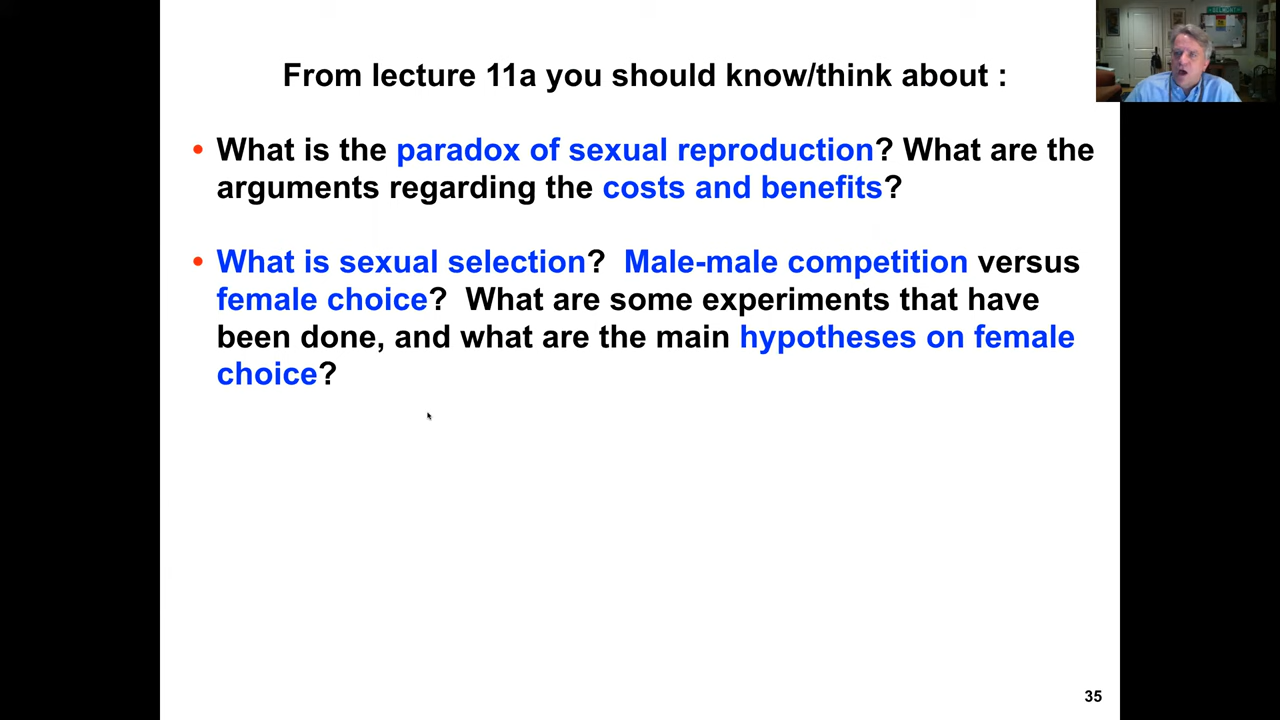 From lecture 11a you should know/think about :
• What is the paradox of sexual reproduction? What are the
arguments regarding the costs and benefits?
• What is sexual selection?  Male-male competition versus
female choice?  What are some experiments that have
been done, and what are the main hypotheses on female
choice?
35